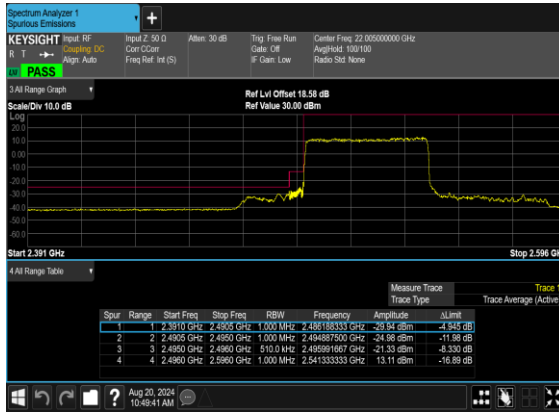 Spectrum Analyzer 1
Spurious Emissions
KEYSIGHT Input: RF Input Z: 50 Ω Atten: 30 dB Trig: Free Run Center Freq: 22.005000000 GHz
R T Coupling: DC Corr CCorr Gate: Off Avg|Hold: 100/100
Align: Auto Freq Ref: Int (S) IF Gain: Low Radio Std: None
PASS
3 All Range Graph Ref Lvl Offset 18.58 dB
Scale/Div 10.0 dB Ref Value 30.00 dBm
Log
20.0
10.0
0.00
-10.0
-20.0
-30.0
-40.0
-50.0
-60.0
Start 2.391 GHz Stop 2.596 GH
4 All Range Table
Measure Trace Trace 1
Trace Type Trace Average (Active
Spur Range Start Freq Stop Freq RBW Frequency Amplitude ΔLimit
1 1 2.3910 GHz 2.4905 GHz 1.000 MHz 2.486188333 GHz -29.94 dBm -4.945 dB
2 2 2.4905 GHz 2.4950 GHz 1.000 MHz 2.494887500 GHz -24.98 dBm -11.98 dB
3 3 2.4950 GHz 2.4960 GHz 510.0 kHz 2.495991667 GHz -21.33 dBm -8.330 dB
4 4 2.4960 GHz 2.5960 GHz 1.000 MHz 2.541333333 GHz 13.11 dBm -16.89 dB
Aug 20, 2024
10:49:41 AM